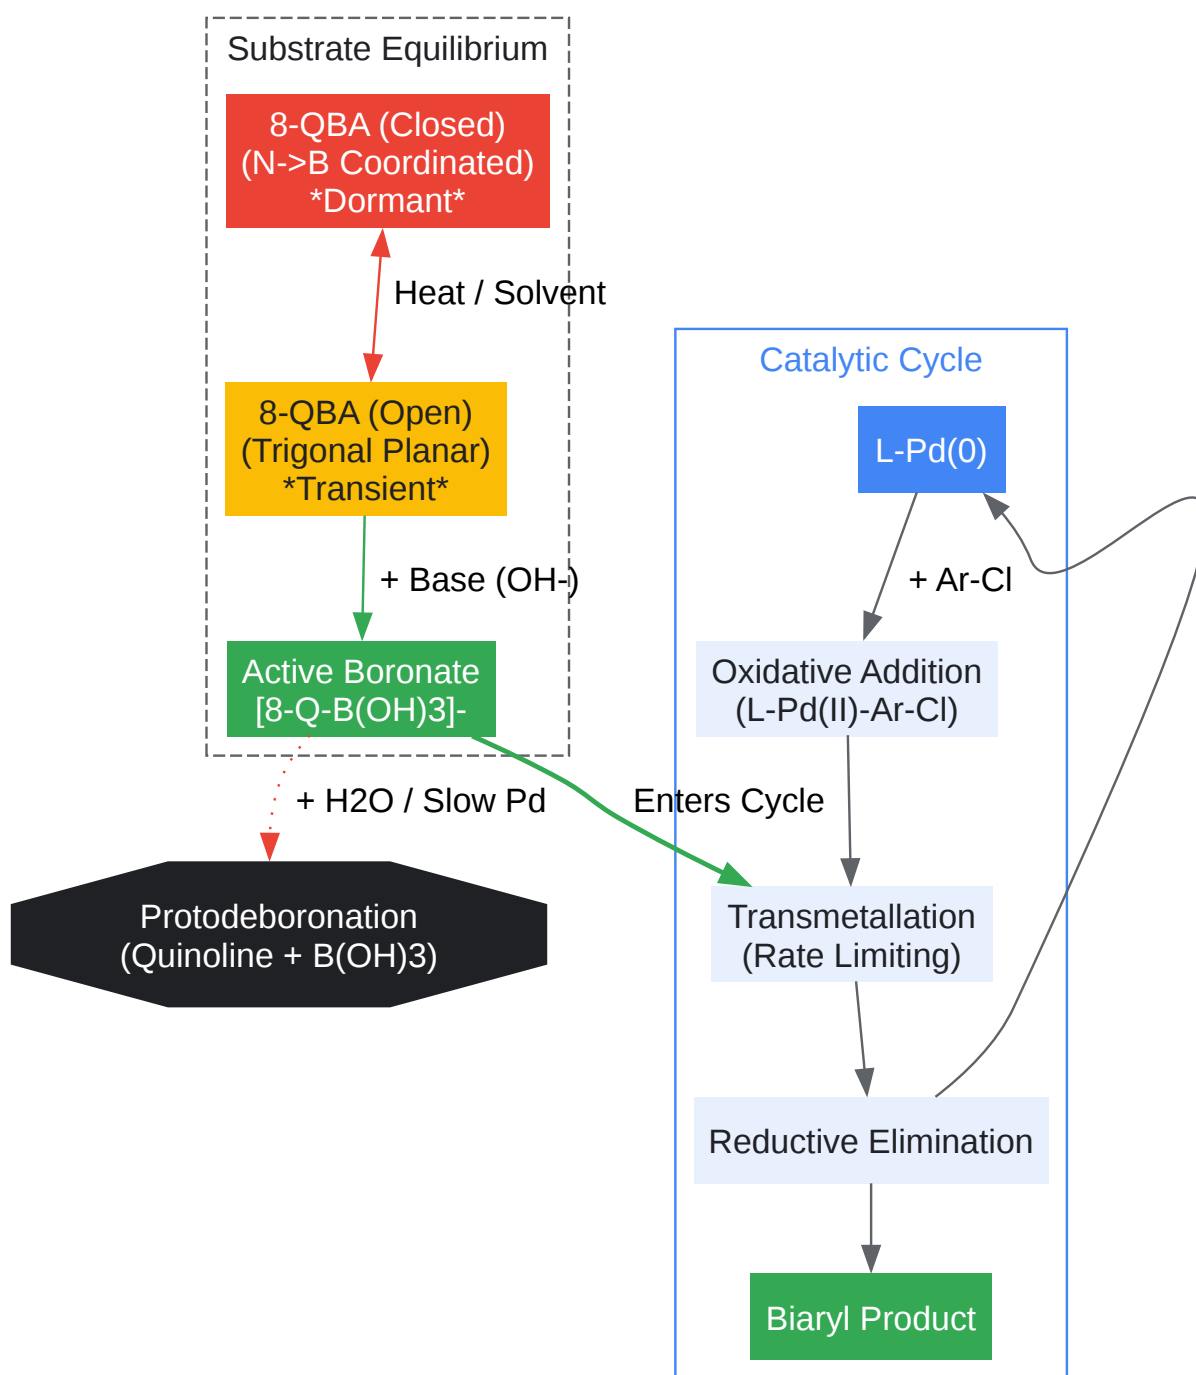 Substrate Equilibrium
8-QBA (Closed)
(N->B Coordinated)
*Dormant*
Heat / Solvent
8-QBA (Open)
(Trigonal Planar)
*Transient*
+ Base (OH-)
Active Boronate
[8-Q-B(OH)3]-
+ H2O / Slow Pd
Protodeboronation
(Quinoline + B(OH)3)
Enters Cycle
Catalytic Cycle
L-Pd(0)
+ Ar-Cl
Oxidative Addition
(L-Pd(II)-Ar-Cl)
Transmetallation
(Rate Limiting)
Reductive Elimination
Biaryl Product